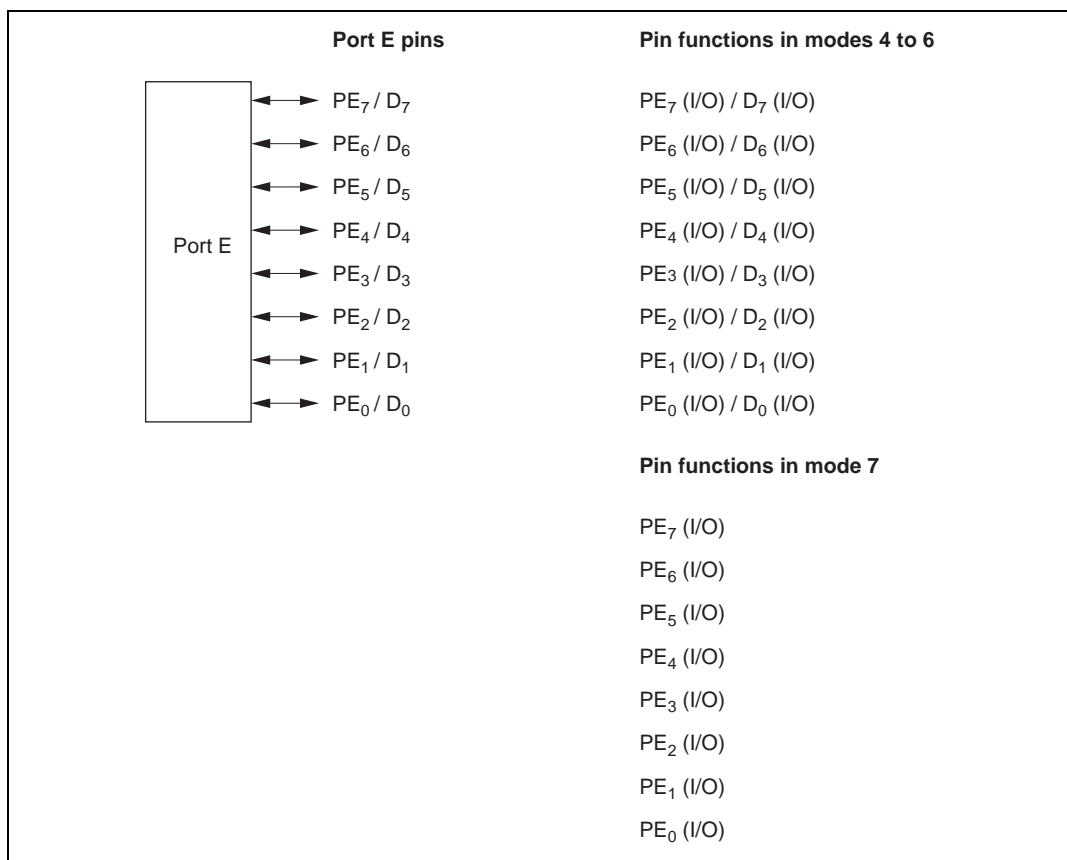 Port E pins Pin functions in modes 4 to 6
PE7 / D7 PE7 (I/O) / D7 (I/O)
PE6 / D6 PE6 (I/O) / D6 (I/O)
PE5 / D5 PE5 (I/O) / D5 (I/O)
PE4 / D4 PE4 (I/O) / D4 (I/O)
Port E
PE3 / D3 PE3 (I/O) / D3 (I/O)
PE2 / D2 PE2 (I/O) / D2 (I/O)
PE1 / D1 PE1 (I/O) / D1 (I/O)
PE0 / D0 PE0 (I/O) / D0 (I/O)
Pin functions in mode 7
PE7 (I/O)
PE6 (I/O)
PE5 (I/O)
PE4 (I/O)
PE3 (I/O)
PE2 (I/O)
PE1 (I/O)
PE0 (I/O)